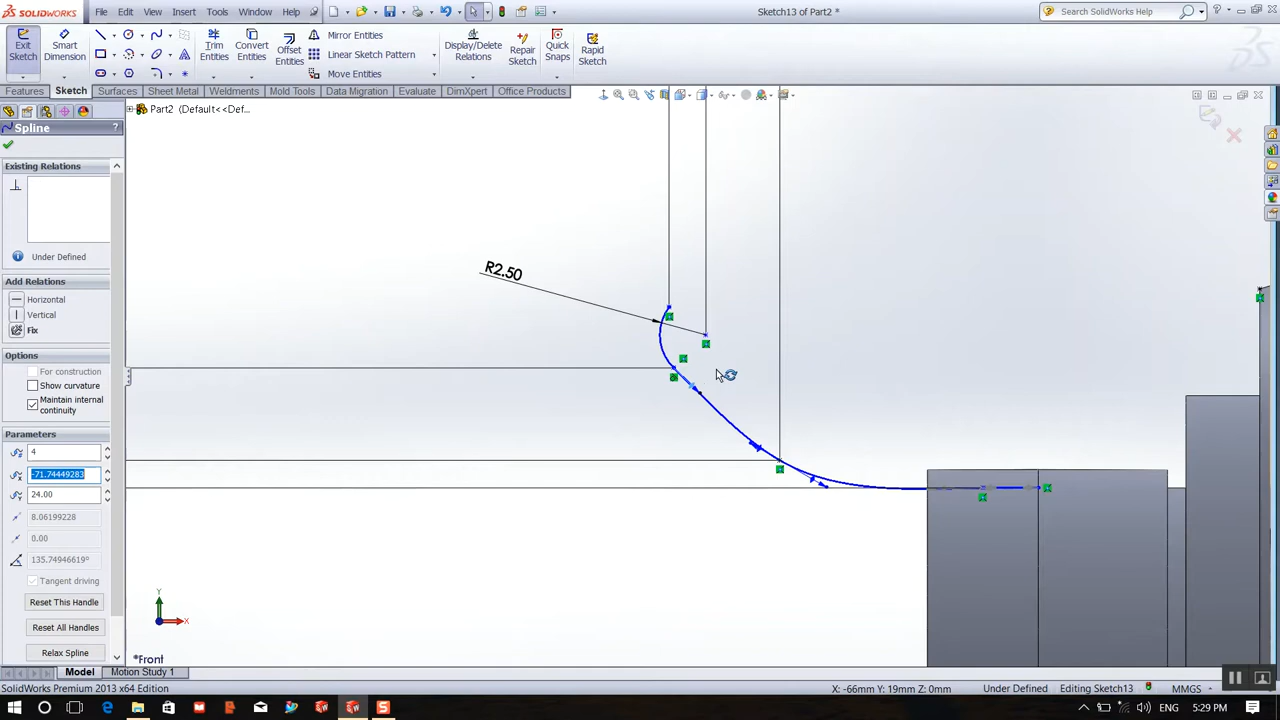 SOLIDWORKS File Edit View Insert Tools Window Help Sketch13 of Part2 * Search SolidWorks Help
Exit Sketch Smart Dimension Trim Entities Convert Entities Offset Entities Mirror Entities Linear Sketch Pattern Move Entities Display/Delete Relations Repair Sketch Quick Snaps Rapid Sketch
Features Sketch Surfaces Sheet Metal Weldments Mold Tools Data Migration Evaluate DimXpert Office Products
Part2 (Default<<Def...
Spline
Existing Relations
Under Defined
Add Relations
Horizontal
Vertical
Fix
Options
For construction
Show curvature
Maintain internal continuity
Parameters
4
-71.74449283
24.00
8.06199228
0.00
135.74946619°
Tangent driving
Reset This Handle
Reset All Handles
Relax Spline
R2.50
Y
X
*Front
Model Motion Study 1
SolidWorks Premium 2013 x64 Edition X: -66mm Y: 19mm Z: 0mm Under Defined Editing Sketch13 MMGS
ENG 5:29 PM